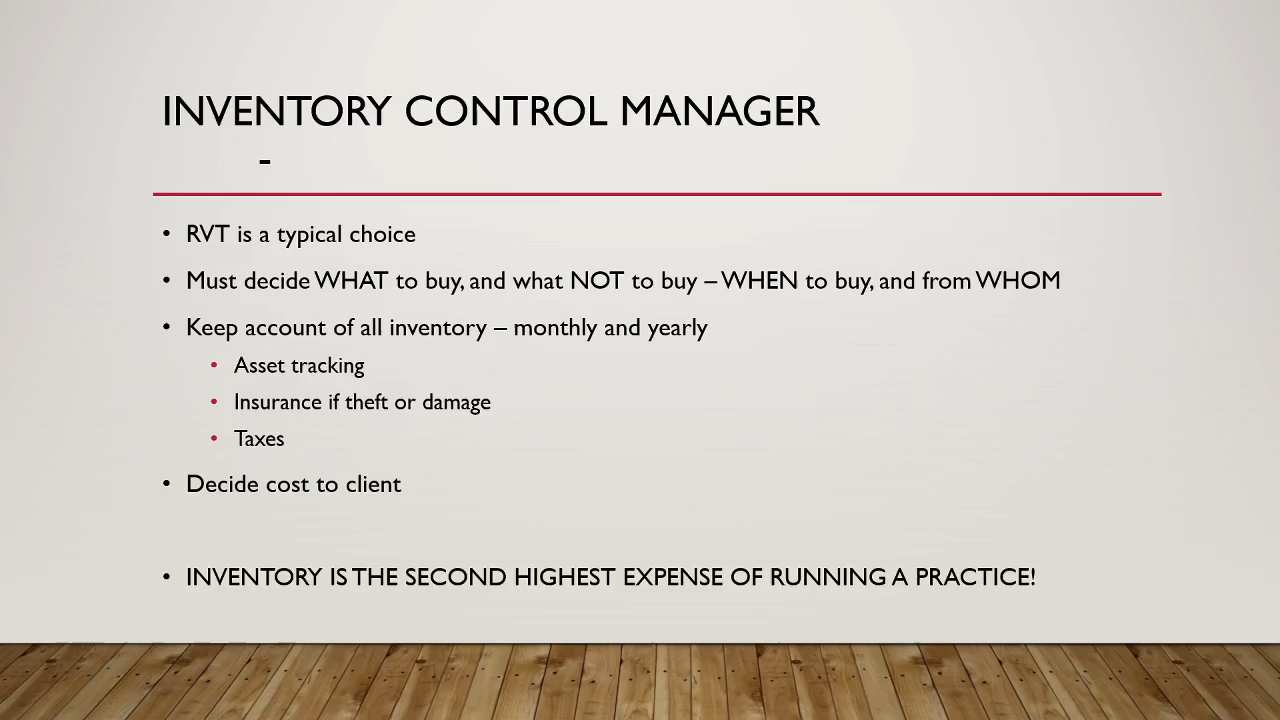 INVENTORY CONTROL MANAGER
-
• RVT is a typical choice
• Must decide WHAT to buy, and what NOT to buy – WHEN to buy, and from WHOM
• Keep account of all inventory – monthly and yearly
• Asset tracking
• Insurance if theft or damage
• Taxes
• Decide cost to client
• INVENTORY IS THE SECOND HIGHEST EXPENSE OF RUNNING A PRACTICE!